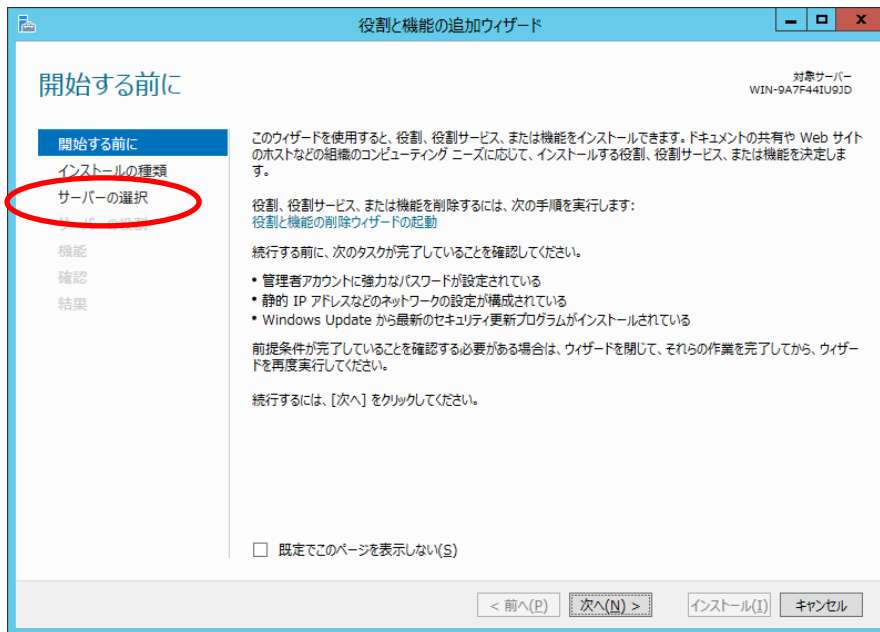 役割と機能の追加ウィザード
開始する前に
対象サーバー
WIN-9A7F44IU9JD
開始する前に
インストールの種類
サーバーの選択
サーバーの役割
機能
確認
結果
このウィザードを使用すると、役割、役割サービス、または機能をインストールできます。ドキュメントの共有や Web サイト
のホストなどの組織のコンピューティング ニーズに応じて、インストールする役割、役割サービス、または機能を決定しま
す。
役割、役割サービス、または機能を削除するには、次の手順を実行します:
役割と機能の削除ウィザードの起動
続行する前に、次のタスクが完了していることを確認してください。
• 管理者アカウントに強力なパスワードが設定されている
• 静的 IP アドレスなどのネットワークの設定が構成されている
• Windows Update から最新のセキュリティ更新プログラムがインストールされている
前提条件が完了していることを確認する必要がある場合は、ウィザードを閉じて、それらの作業を完了してから、ウィザー
ドを再度実行してください。
続行するには、[次へ] をクリックしてください。
既定でこのページを表示しない(S)
< 前へ(P) 次へ(N) > インストール(I) キャンセル